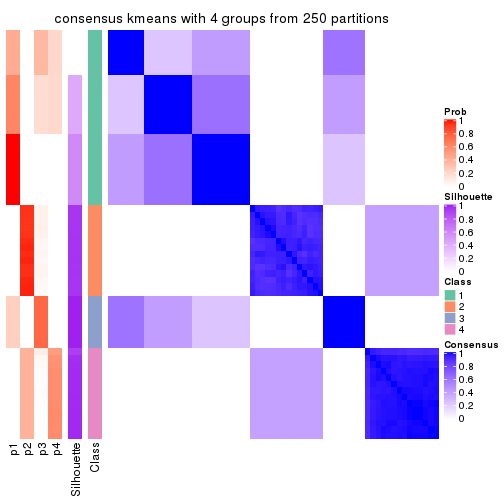 consensus kmeans with 4 groups from 250 partitions
Prob
1
0.8
0.6
0.4
0.2
0
Silhouette
1
0.8
0.6
0.4
0.2
0
Class
1
2
3
4
Consensus
1
0.8
0.6
0.4
0.2
0
p1
p2
p3
p4
Silhouette
Class